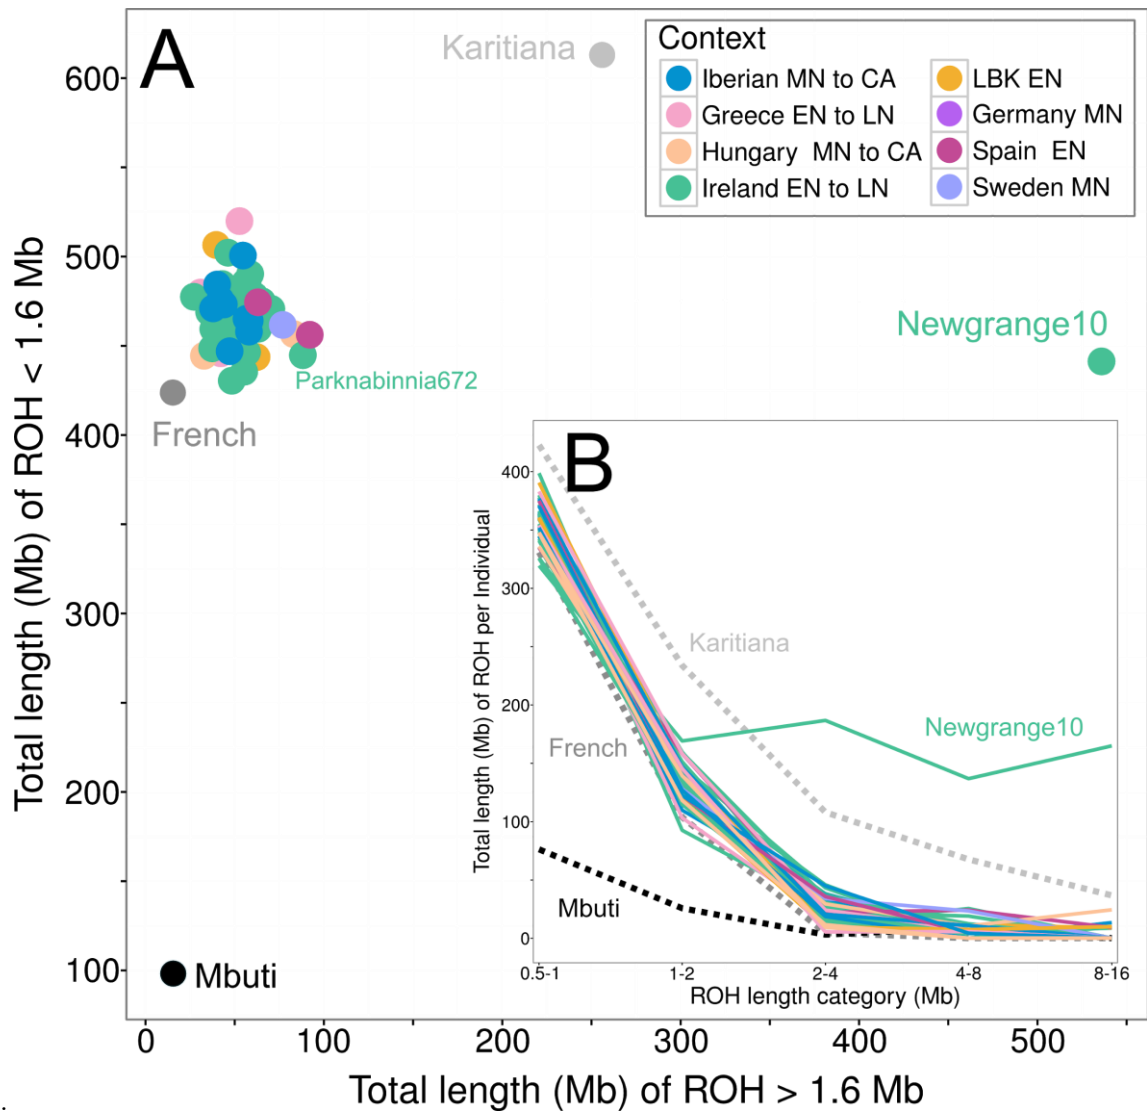 A
Karitiana
Context
Iberian MN to CA
Greece EN to LN
Hungary MN to CA
Ireland EN to LN
LBK EN
Germany MN
Spain EN
Sweden MN
Total length (Mb) of ROH < 1.6 Mb
600
500
400
300
200
100
Newgrange10
Parknabinnia672
French
Mbuti
B
Total length (Mb) of ROH per Individual
400
300
200
100
0
Karitiana
French
Newgrange10
Mbuti
0.5-1
1-2
2-4
4-8
8-16
ROH length category (Mb)
0
100
200
300
400
500
Total length (Mb) of ROH > 1.6 Mb
.